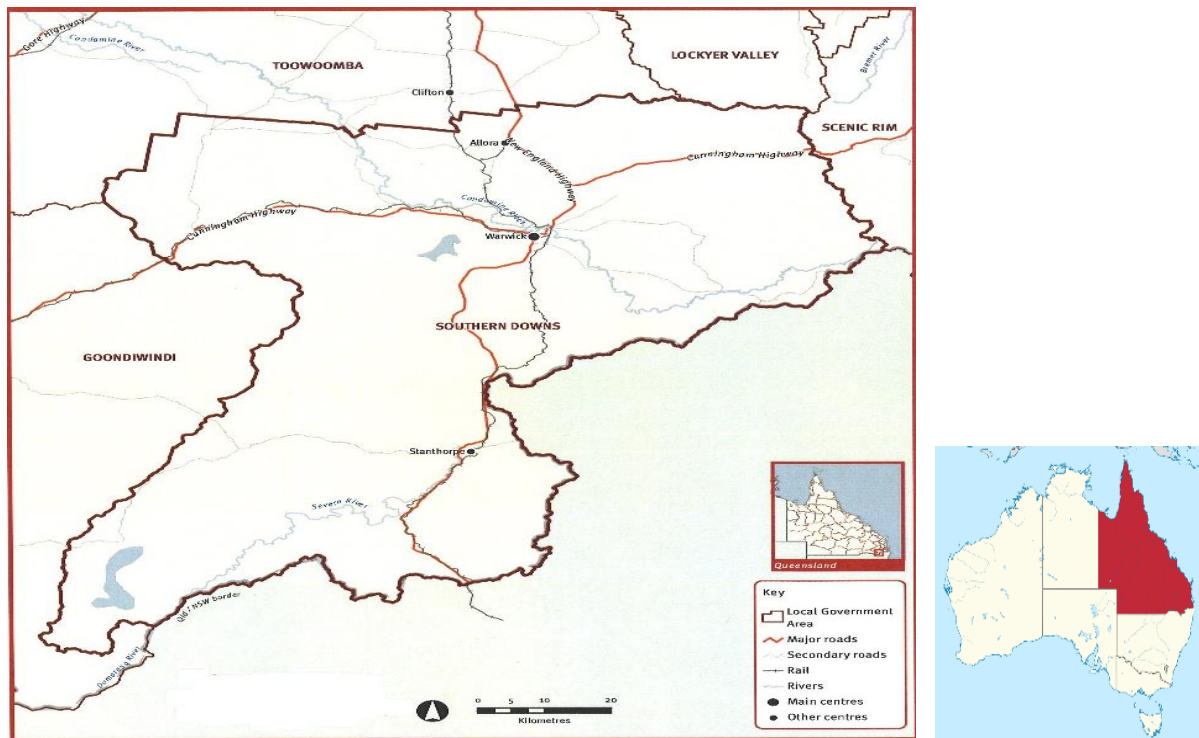 Gore Highway
Condamine River
TOOWOOMBA
LOCKYER VALLEY
Bremer River
Clifton
SCENIC RIM
Allora
New England Highway
Cunningham Highway
Condamine River
Cunningham Highway
Warwick
SOUTHERN DOWNS
GOONDIWINDI
Stanthorpe
Severn River
Queensland
Qld / NSW border
Dumaresq River
Key
Local Government
Area
Major roads
Secondary roads
Rail
Rivers
Main centres
Other centres
0 5 10 20
Kilometres